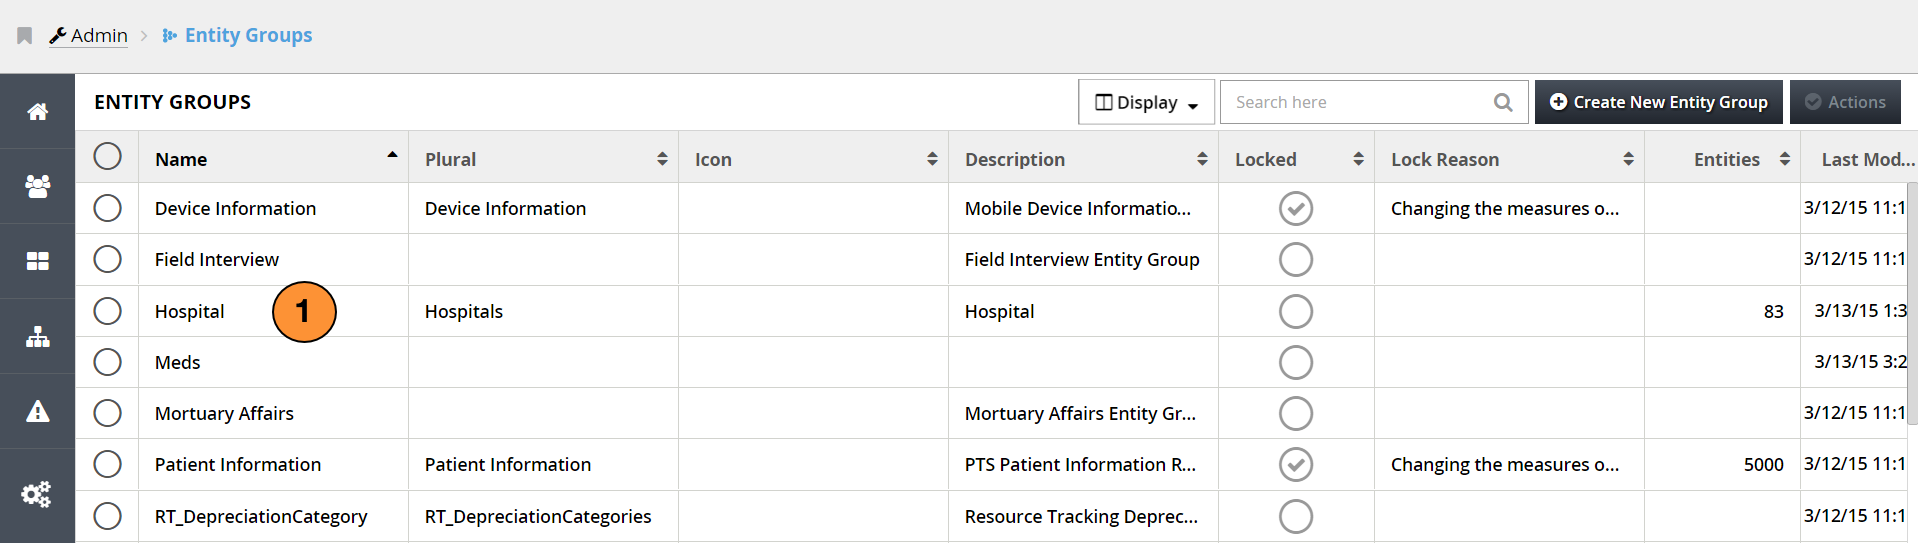 Admin > Entity Groups
ENTITY GROUPS Display Search here Create New Entity Group Actions
Name Plural Icon Description Locked Lock Reason Entities Last Mod...
Device Information Device Information Mobile Device Informatio... Changing the measures o... 3/12/15 11:1
Field Interview Field Interview Entity Group 3/12/15 11:1
Hospital 1 Hospitals Hospital 83 3/13/15 1:3
Meds 3/13/15 3:2
Mortuary Affairs Mortuary Affairs Entity Gr... 3/12/15 11:1
Patient Information Patient Information PTS Patient Information R... Changing the measures o... 5000 3/12/15 11:1
RT_DepreciationCategory RT_DepreciationCategories Resource Tracking Deprec... 3/12/15 11:1